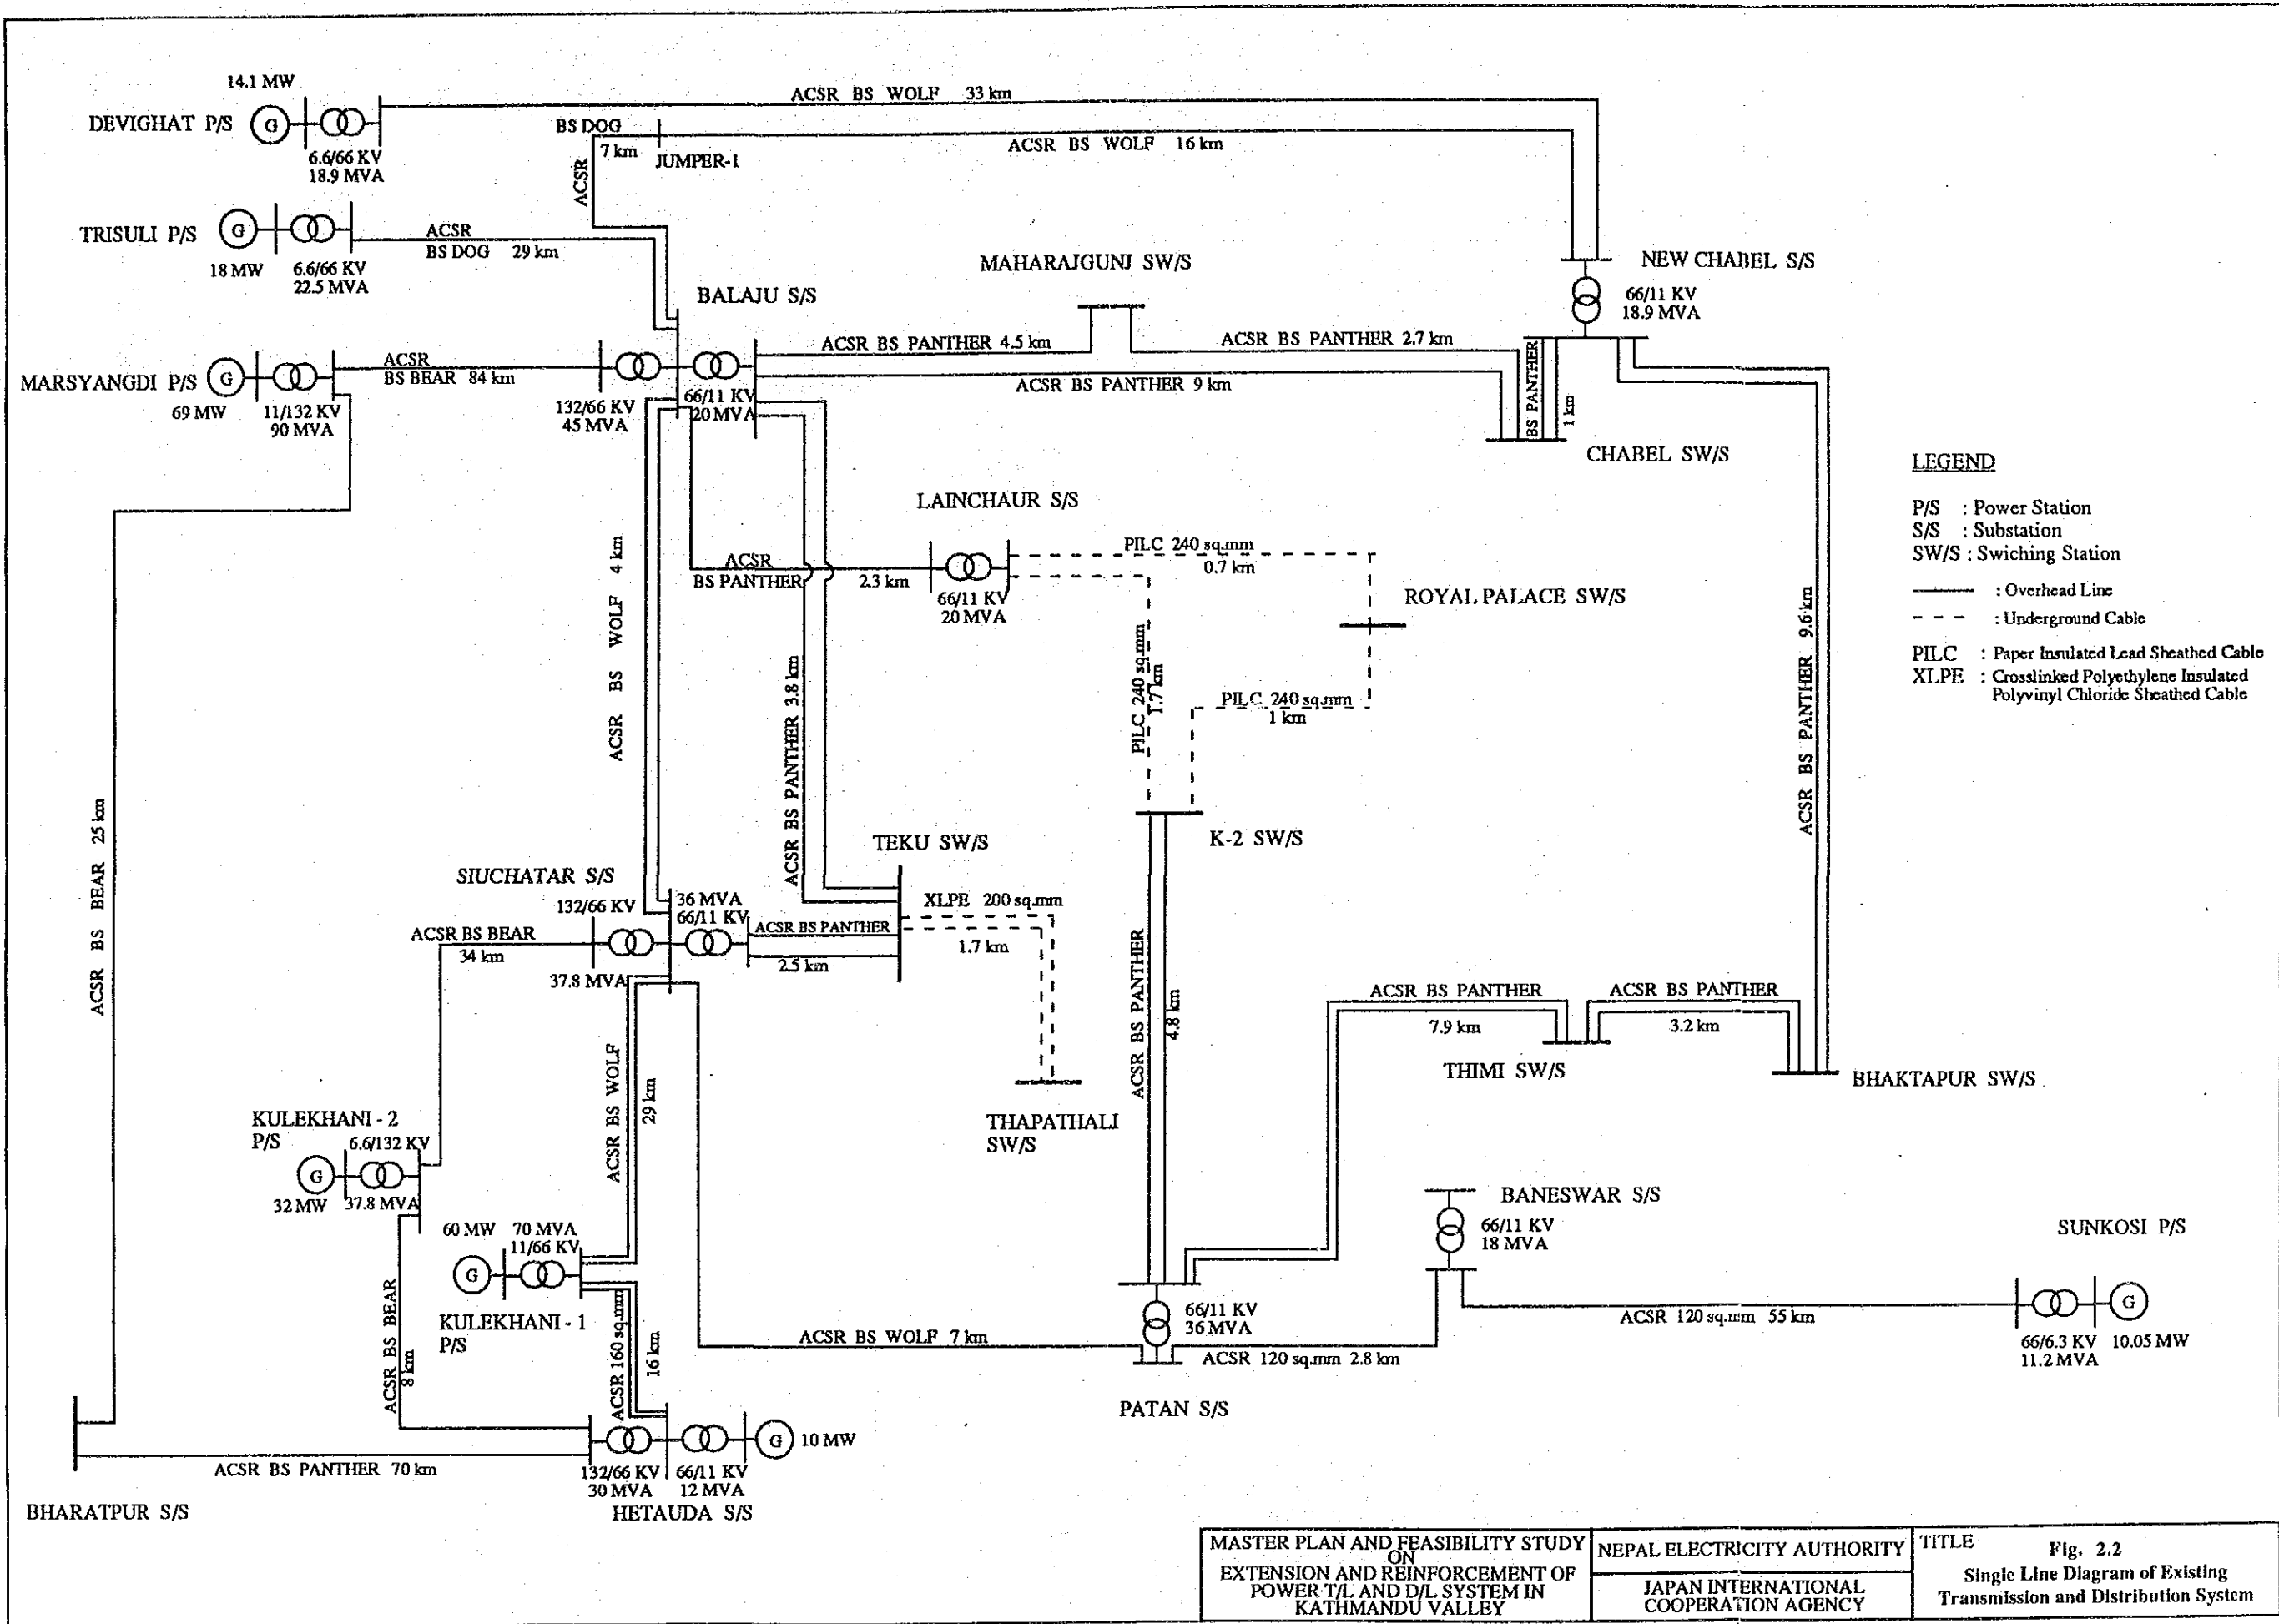 14.1 MW
DEVIGHAT P/S
G
6.6/66 KV
18.9 MVA
ACSR BS WOLF 33 km
BS DOG
7 km
ACSR
JUMPER-1
ACSR BS WOLF 16 km
TRISULI P/S
G
18 MW
6.6/66 KV
22.5 MVA
ACSR
BS DOG 29 km
MAHARAJGUNJ SW/S
NEW CHABEL S/S
66/11 KV
18.9 MVA
BALAJU S/S
MARSYANGDI P/S
G
69 MW
11/132 KV
90 MVA
ACSR
BS BEAR 84 km
132/66 KV
45 MVA
66/11 KV
20 MVA
ACSR BS PANTHER 4.5 km
ACSR BS PANTHER 2.7 km
ACSR BS PANTHER 9 km
BS PANTHER
1 km
CHABEL SW/S
LEGEND
P/S : Power Station
S/S : Substation
SW/S : Swiching Station
: Overhead Line
: Underground Cable
PILC : Paper Insulated Lead Sheathed Cable
XLPE : Crosslinked Polyethylene Insulated
Polyvinyl Chloride Sheathed Cable
LAINCHAUR S/S
ACSR
BS PANTHER 2.3 km
66/11 KV
20 MVA
PILC 240 sq.mm
0.7 km
ROYAL PALACE SW/S
PILC 240 sq.mm
1.7 km
PILC 240 sq.mm
1 km
K-2 SW/S
ACSR BS WOLF 4 km
ACSR BS PANTHER 3.8 km
ACSR BS PANTHER 9.6 km
ACSR BS BEAR 25 km
TEKU SW/S
SIUCHATAR S/S
132/66 KV
37.8 MVA
36 MVA
66/11 KV
ACSR BS PANTHER
2.5 km
XLPE 200 sq.mm
1.7 km
ACSR BS BEAR
34 km
ACSR BS WOLF
29 km
ACSR BS PANTHER
4.8 km
THAPATHALI
SW/S
ACSR BS PANTHER
7.9 km
ACSR BS PANTHER
3.2 km
THIMI SW/S
BHAKTAPUR SW/S
KULEKHANI - 2
P/S
6.6/132 KV
G
32 MW
37.8 MVA
60 MW
70 MVA
11/66 KV
G
KULEKHANI - 1
P/S
ACSR BS BEAR
8 km
ACSR 160 sq.mm
16 km
BANESWAR S/S
66/11 KV
18 MVA
SUNKOSI P/S
G
66/6.3 KV
11.2 MVA
10.05 MW
ACSR 120 sq.mm 55 km
66/11 KV
36 MVA
ACSR BS WOLF 7 km
ACSR 120 sq.mm 2.8 km
PATAN S/S
ACSR BS PANTHER 70 km
BHARATPUR S/S
132/66 KV
30 MVA
66/11 KV
12 MVA
G
10 MW
HETAUDA S/S
MASTER PLAN AND FEASIBILITY STUDY
ON
EXTENSION AND REINFORCEMENT OF
POWER T/L AND D/L SYSTEM IN
KATHMANDU VALLEY
NEPAL ELECTRICITY AUTHORITY
JAPAN INTERNATIONAL
COOPERATION AGENCY
TITLE
Fig. 2.2
Single Line Diagram of Existing
Transmission and Distribution System